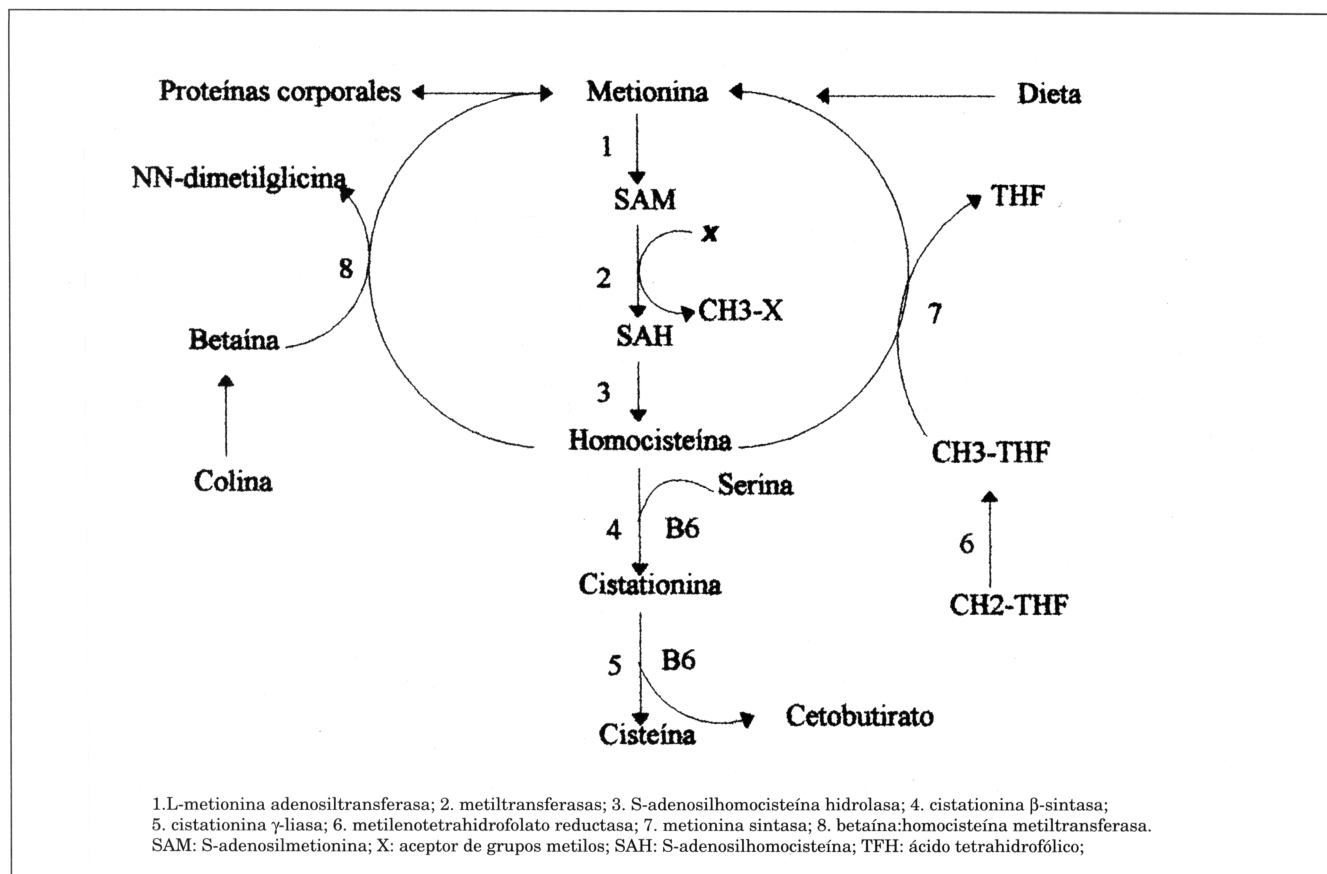 Proteínas corporales
Metionina
Dieta
1
NN-dimetilglicina
SAM
THF
X
8
2
CH3-X
7
Betaína
SAH
3
Homocisteína
CH3-THF
Colina
Serina
4
B6
6
Cistationina
CH2-THF
5
B6
Cetobutirato
Cisteína
1.L-metionina adenosiltransferasa; 2. metiltransferasas; 3. S-adenosilhomocisteína hidrolasa; 4. cistationina β-sintasa;
5. cistationina γ-liasa; 6. metilenotetrahidrofolato reductasa; 7. metionina sintasa; 8. betaína:homocisteína metiltransferasa.
SAM: S-adenosilmetionina; X: aceptor de grupos metilos; SAH: S-adenosilhomocisteína; TFH: ácido tetrahidrofólico;